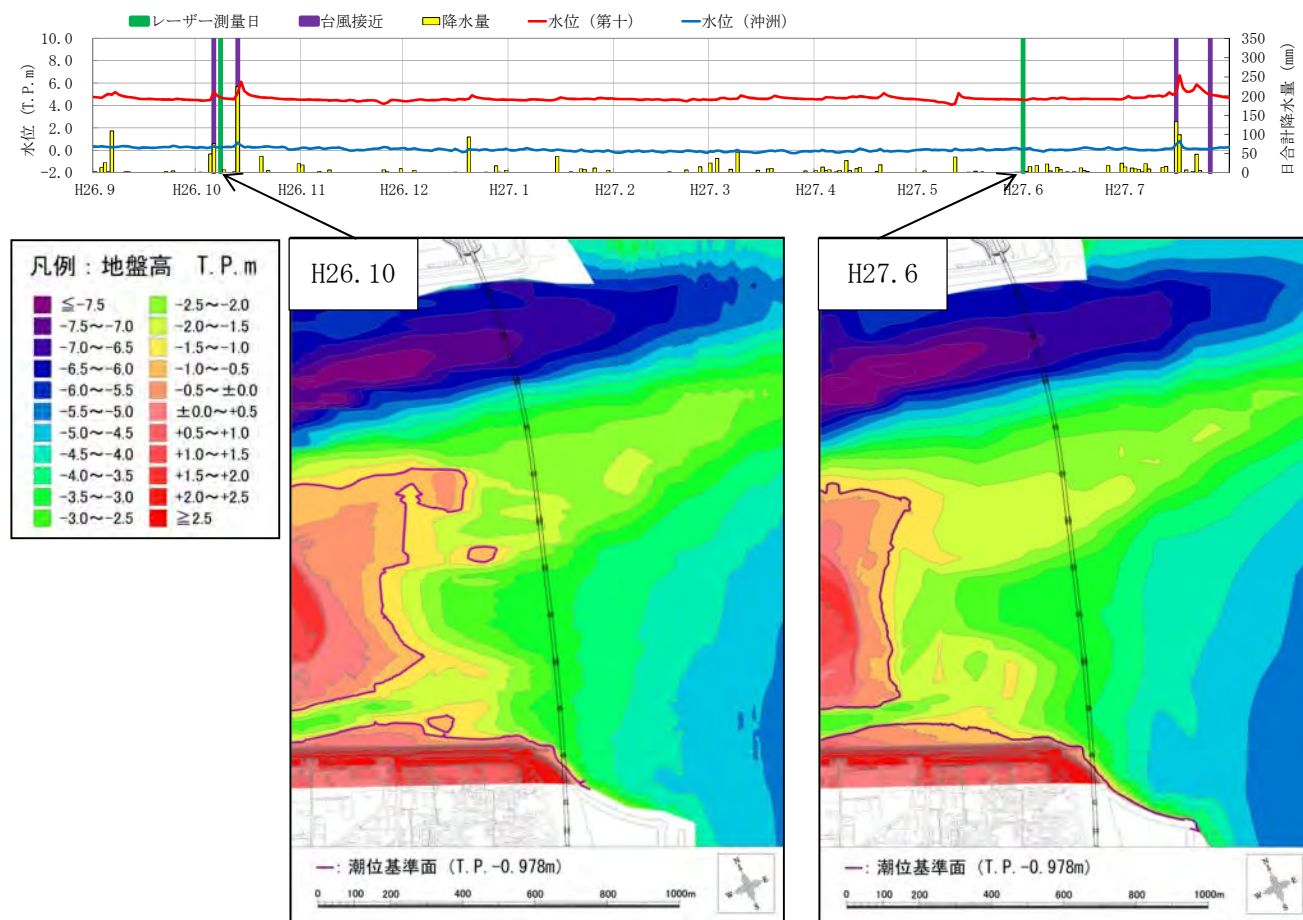 レーザー測量日 台風接近 降水量 水位 (第十) 水位 (沖洲)
水位 (T.P.m)
10.0
8.0
6.0
4.0
2.0
0.0
-2.0
350
300
250
200
150
100
50
0
日合計降水量 (mm)
H26.9 H26.10 H26.11 H26.12 H27.1 H27.2 H27.3 H27.4 H27.5 H27.6 H27.7
凡例：地盤高 T.P.m
≦-7.5
-7.5～-7.0
-7.0～-6.5
-6.5～-6.0
-6.0～-5.5
-5.5～-5.0
-5.0～-4.5
-4.5～-4.0
-4.0～-3.5
-3.5～-3.0
-3.0～-2.5
-2.5～-2.0
-2.0～-1.5
-1.5～-1.0
-1.0～-0.5
-0.5～±0.0
±0.0～+0.5
+0.5～+1.0
+1.0～+1.5
+1.5～+2.0
+2.0～+2.5
≧2.5
H26.10
—: 潮位基準面 (T.P.-0.978m)
0 100 200 400 600 800 1000m
N
E
S
W
H27.6
—: 潮位基準面 (T.P.-0.978m)
0 100 200 400 600 800 1000m
N
E
S
W